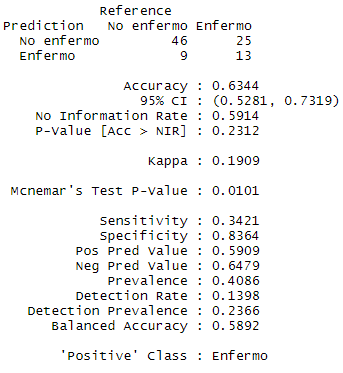 Reference
Prediction No enfermo Enfermo
No enfermo 46 25
Enfermo 9 13
Accuracy : 0.6344
95% CI : (0.5281, 0.7319)
No Information Rate : 0.5914
P-Value [Acc > NIR] : 0.2312
Kappa : 0.1909
Mcnemar's Test P-Value : 0.0101
Sensitivity : 0.3421
Specificity : 0.8364
Pos Pred Value : 0.5909
Neg Pred Value : 0.6479
Prevalence : 0.4086
Detection Rate : 0.1398
Detection Prevalence : 0.2366
Balanced Accuracy : 0.5892
'Positive' Class : Enfermo